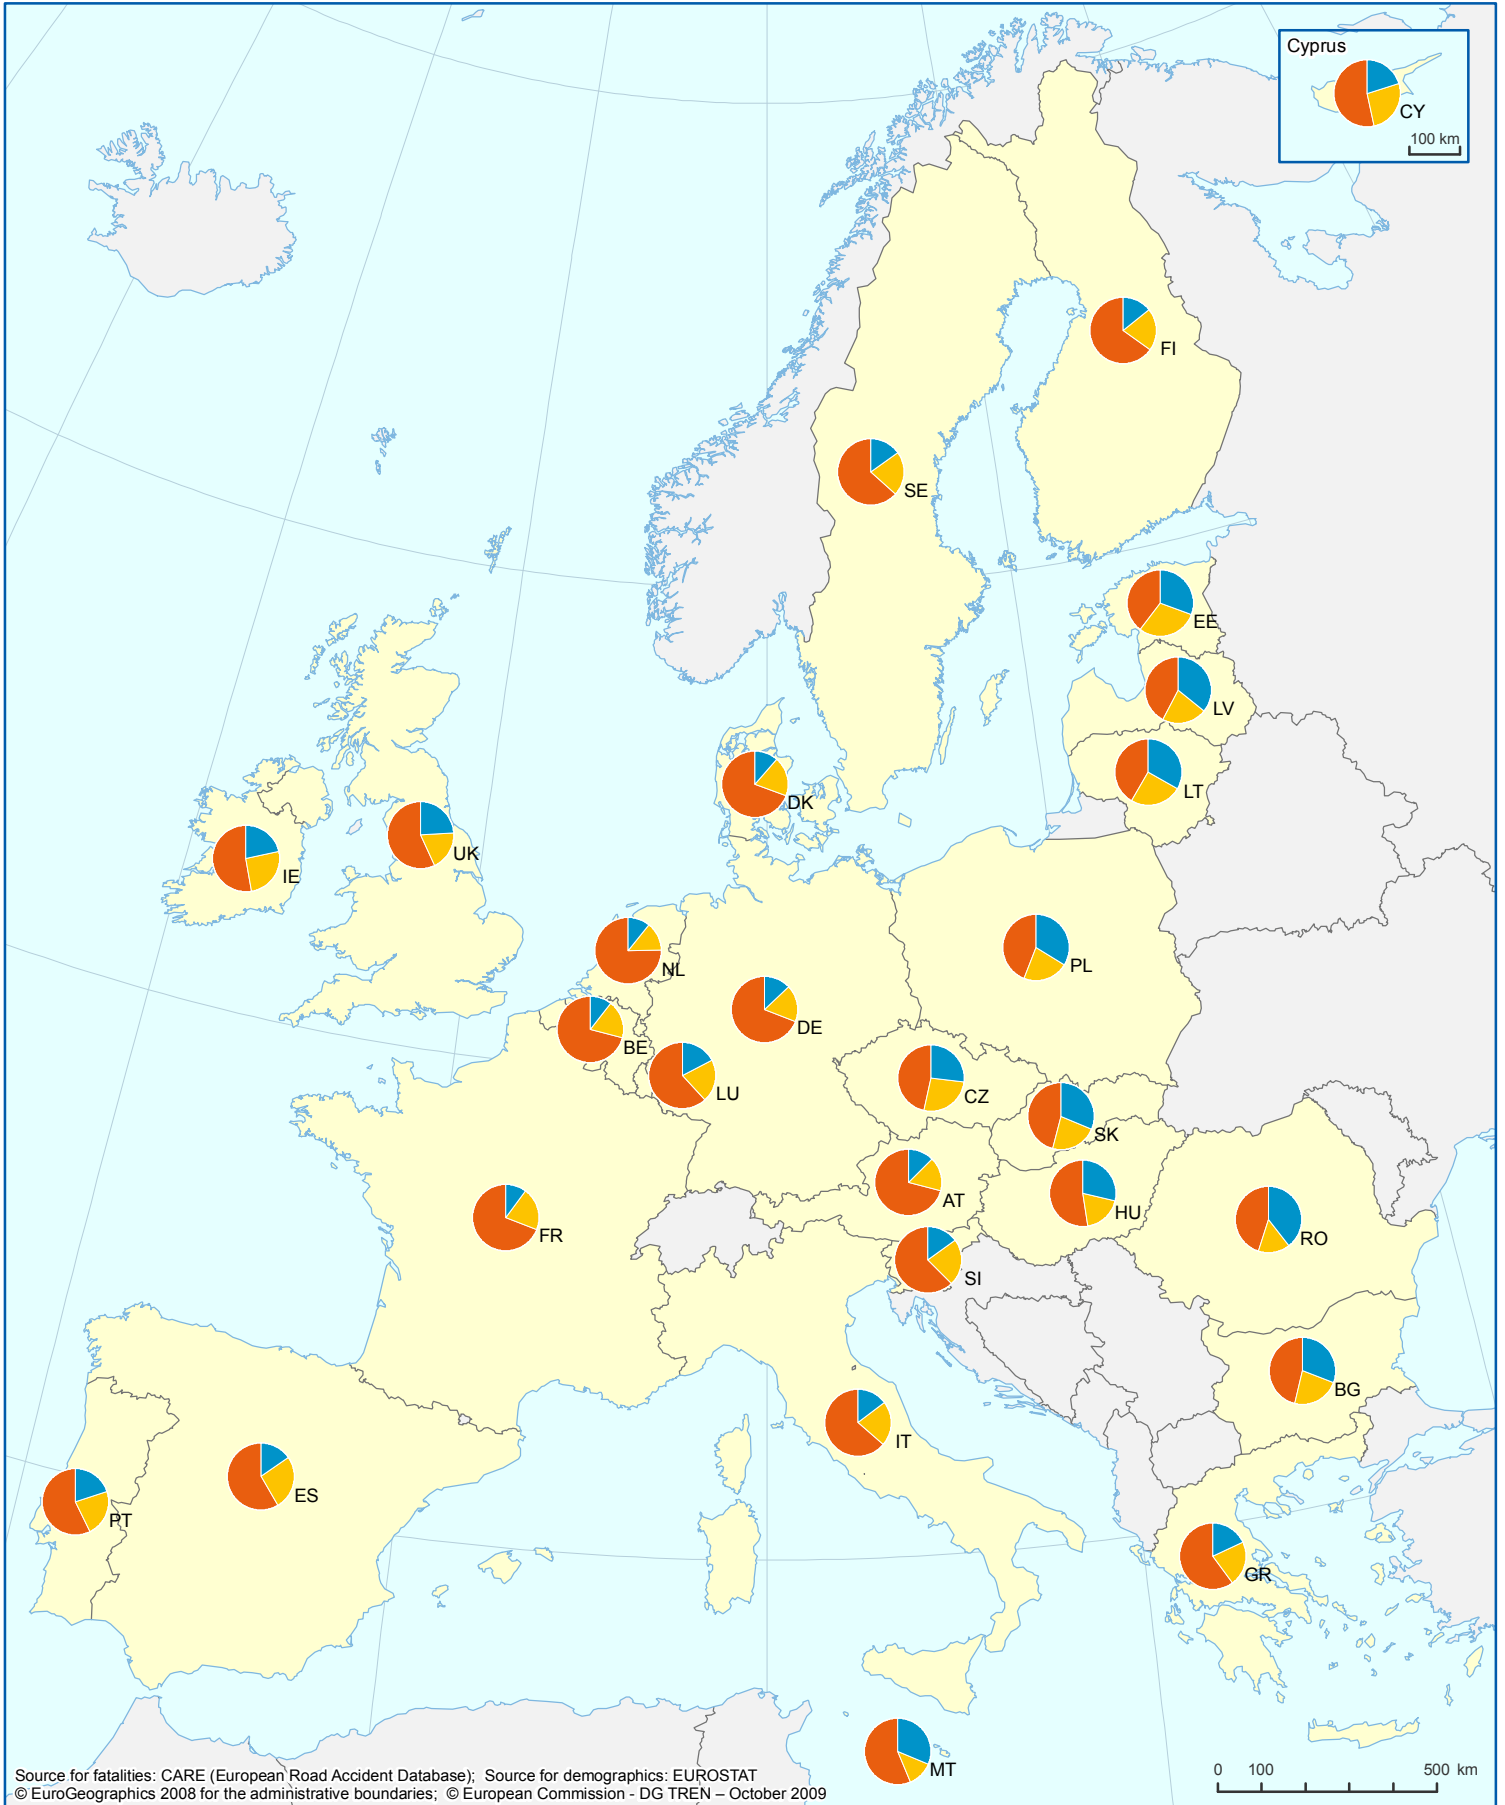 Cyprus
CY
100 km
FI
SE
EE
LV
LT
DK
UK
IE
NL
PL
DE
BE
LU
CZ
SK
AT
HU
FR
RO
SI
BG
IT
ES
PT
GR
MT
Source for fatalities: CARE (European Road Accident Database); Source for demographics: EUROSTAT
© EuroGeographics 2008 for the administrative boundaries; © European Commission - DG TREN – October 2009
0 100 500 km